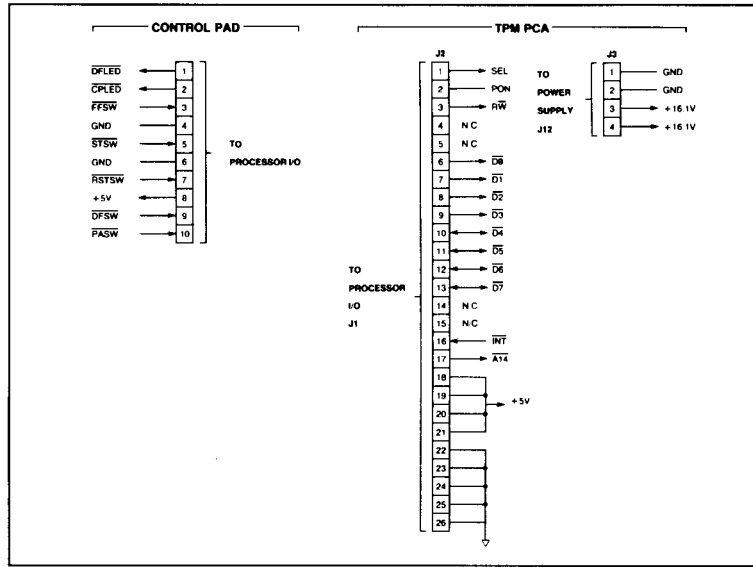 CONTROL PAD
DFLED 1
CPLED 2
FFSW 3
GND 4
STSW 5
GND 6
RSTSW 7
+5V 8
DFSW 9
PASW 10
TO
PROCESSOR I/O
TPM PCA
J2
1 SEL
2 PON
3 RW
4 N C
5 N C
6 D0
7 D1
8 D2
9 D3
10 D4
11 D5
12 D6
13 D7
14 N C
15 N/C
16 INT
17 A14
18
19
20
21
+5V
22
23
24
25
26
TO
PROCESSOR
I/O
J1
J3
TO
POWER
SUPPLY
J12
1 GND
2 GND
3 +16.1V
4 +16.1V